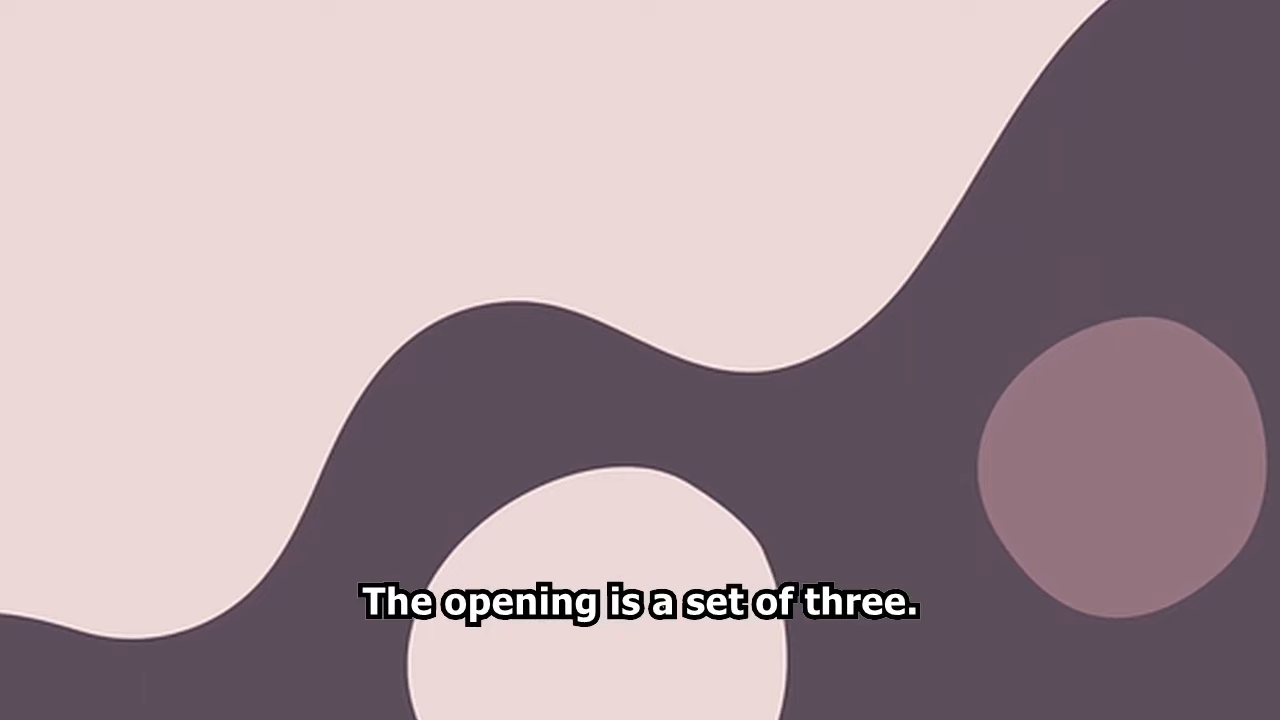 The opening is a set of three.